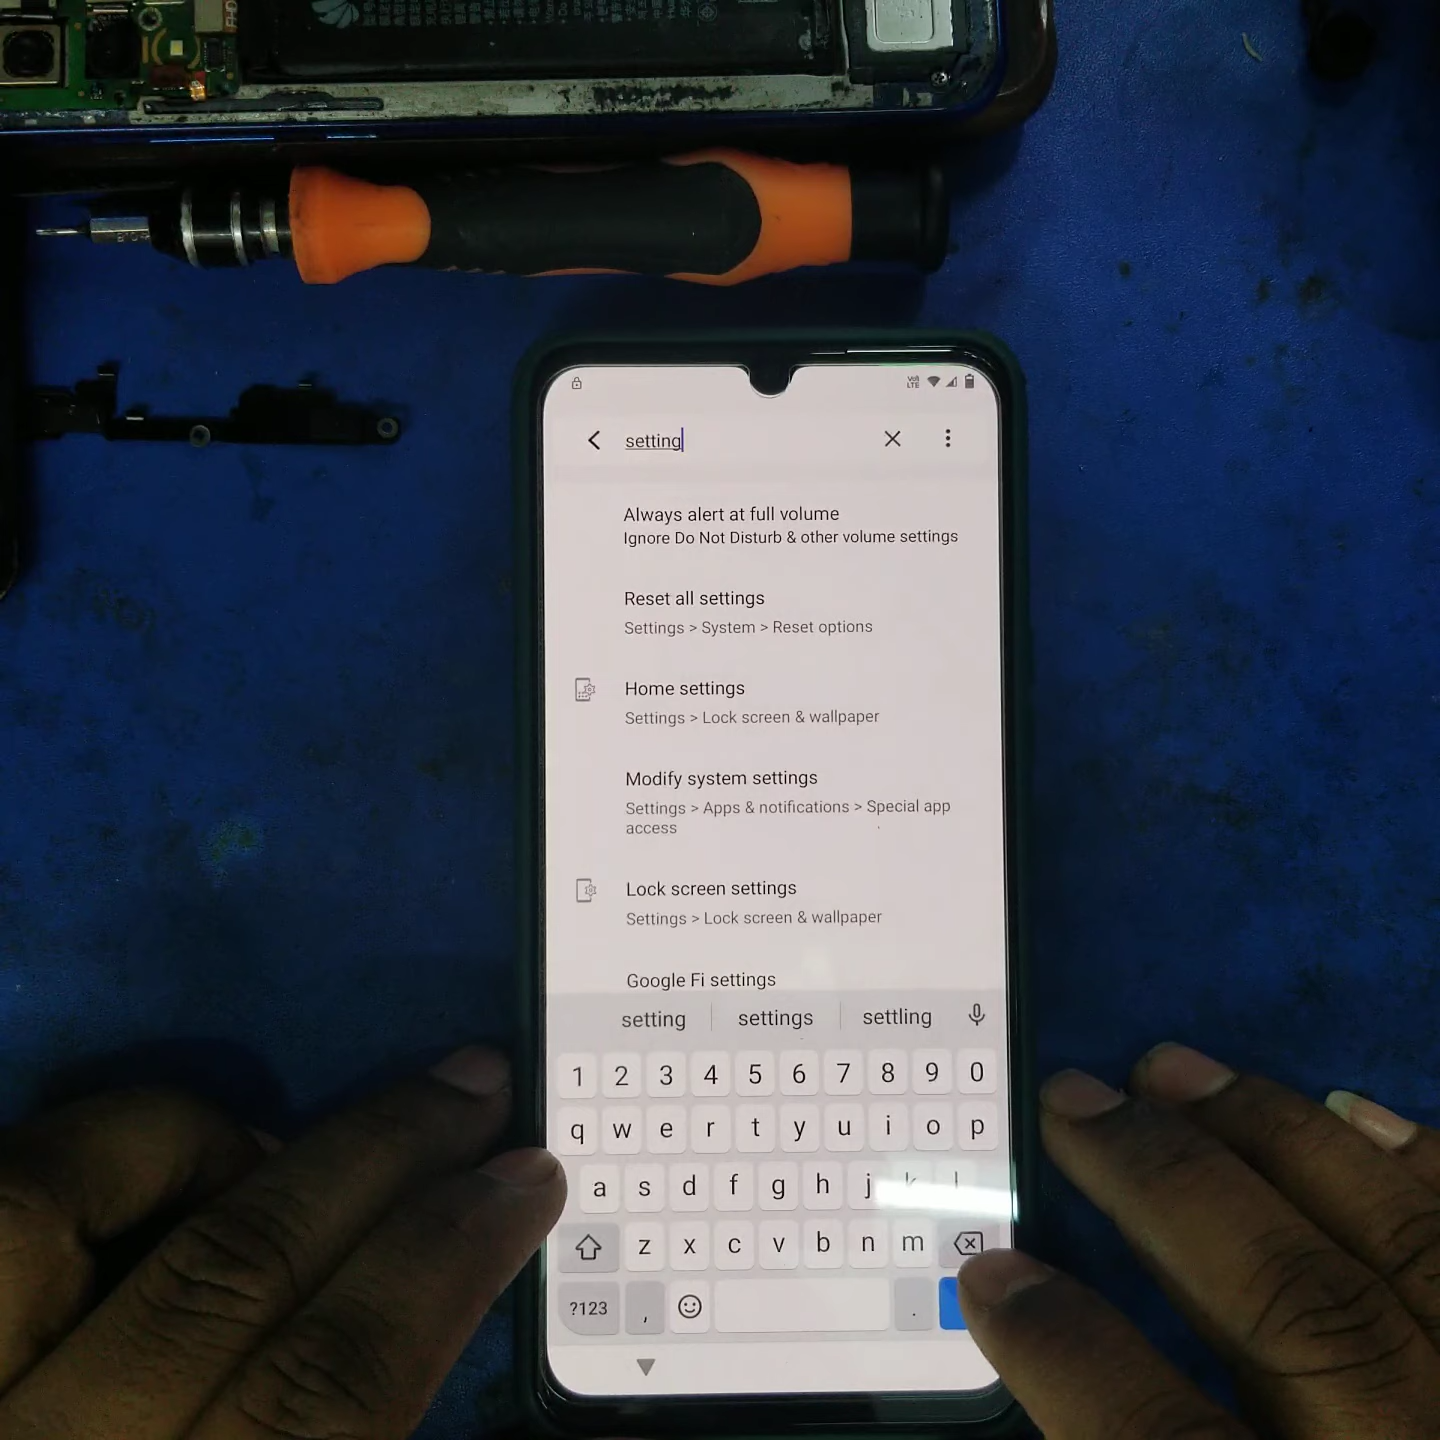 FHD
Vo)
LTE
setting
Always alert at full volume
Ignore Do Not Disturb & other volume settings
Reset all settings
Settings > System > Reset options
Home settings
Settings > Lock screen & wallpaper
Modify system settings
Settings > Apps & notifications > Special app
access
Lock screen settings
Settings > Lock screen & wallpaper
Google Fi settings
setting settings settling
1 2 3 4 5 6 7 8 9 0
q w e r t y u i o p
a s d f g h j
z x c v b n m
?123 , .